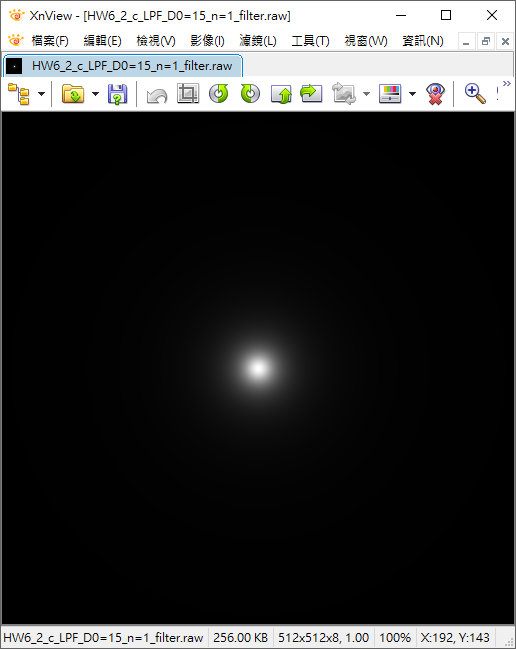 XnView - [HW6_2_c_LPF_D0=15_n=1_filter.raw]
檔案(F) 編輯(E) 檢視(V) 影像(I) 濾鏡(L) 工具(T) 視窗(W) 資訊(N)
HW6_2_c_LPF_D0=15_n=1_filter.raw
HW6_2_c_LPF_D0=15_n=1_filter.raw 256.00 KB 512x512x8, 1.00 100% X:192, Y:143